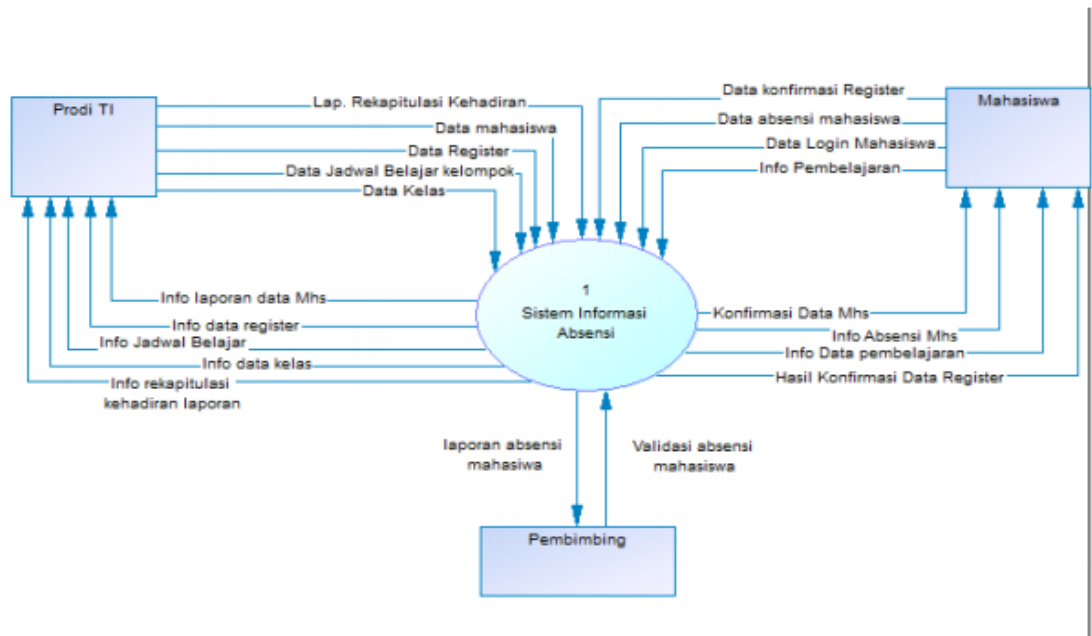 Prodi TI
Lap. Rekapitulasi Kehadiran
Data mahasiswa
Data Register
Data Jadwal Belajar kelompok
Data Kelas
Data konfirmasi Register
Data absensi mahasiswa
Data Login Mahasiswa
Info Pembelajaran
Mahasiswa
1
Sistem Informasi
Absensi
Info laporan data Mhs
Info data register
Info Jadwal Belajar
Info data kelas
Info rekapitulasi
kehadiran laporan
Konfirmasi Data Mhs
Info Absensi Mhs
Info Data pembelajaran
Hasil Konfirmasi Data Register
laporan absensi
mahasiwa
Validasi absensi
mahasiswa
Pembimbing